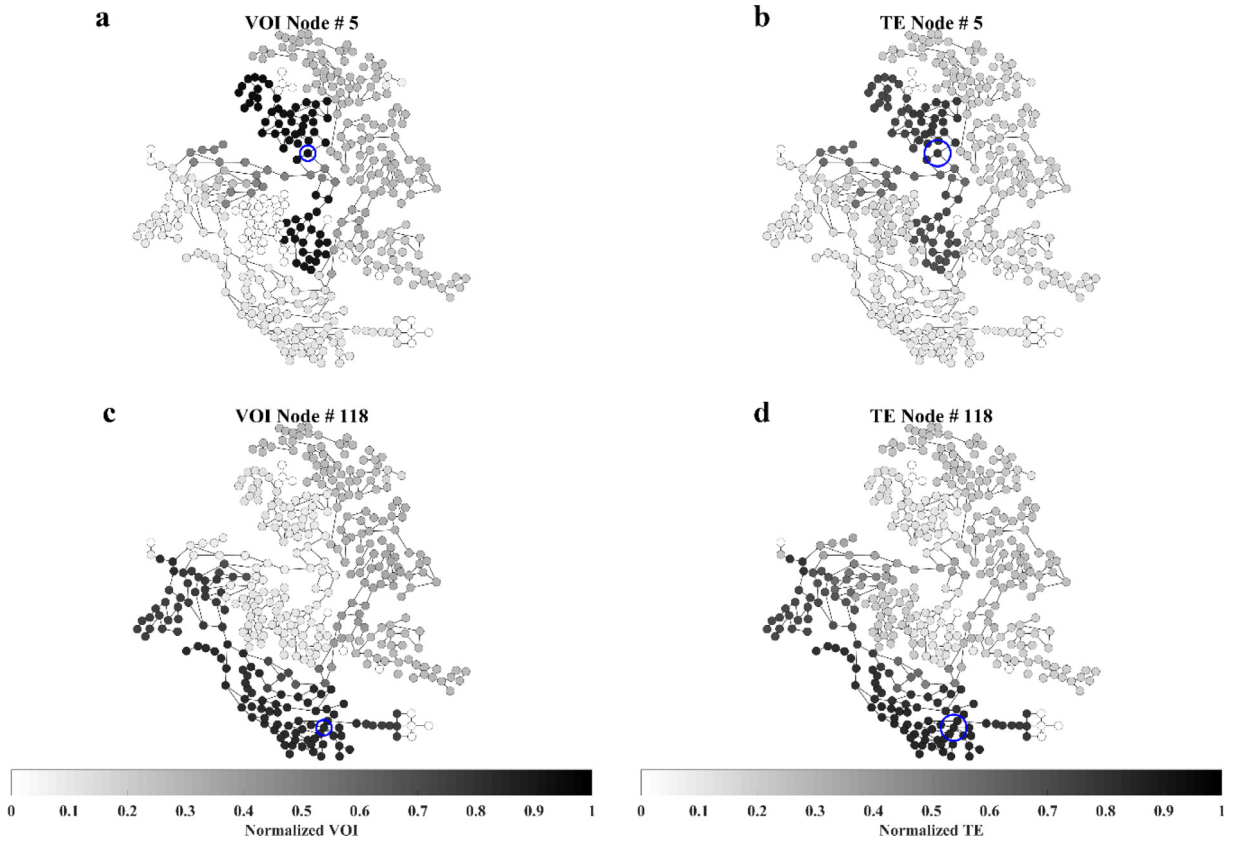 a
VOI Node # 5
b
TE Node # 5
c
VOI Node # 118
d
TE Node # 118
0 0.1 0.2 0.3 0.4 0.5 0.6 0.7 0.8 0.9 1
Normalized VOI
0 0.1 0.2 0.3 0.4 0.5 0.6 0.7 0.8 0.9 1
Normalized TE